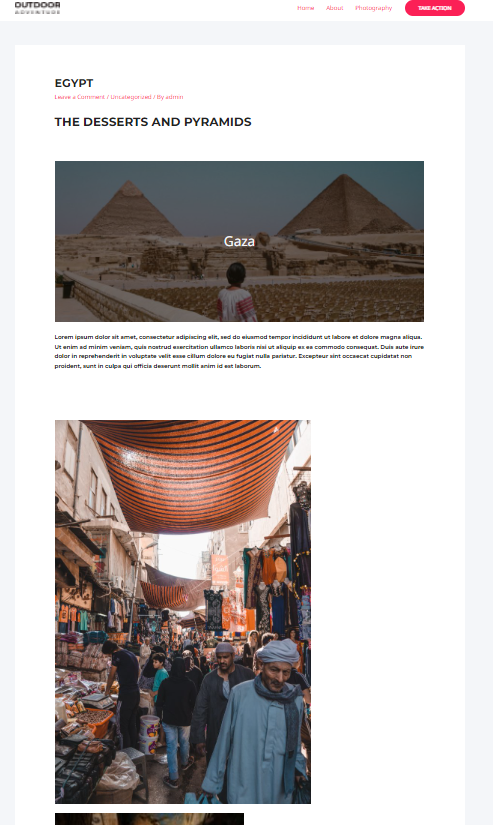 OUTDOOR
ADVENTURE
Home About Photography TAKE ACTION
EGYPT
Leave a Comment / Uncategorized / By admin
THE DESSERTS AND PYRAMIDS
Gaza
Lorem ipsum dolor sit amet, consectetur adipiscing elit, sed do eiusmod tempor incididunt ut labore et dolore magna aliqua.
Ut enim ad minim veniam, quis nostrud exercitation ullamco laboris nisi ut aliquip ex ea commodo consequat. Duis aute irure
dolor in reprehenderit in voluptate velit esse cillum dolore eu fugiat nulla pariatur. Excepteur sint occaecat cupidatat non
proident, sunt in culpa qui officia deserunt mollit anim id est laborum.